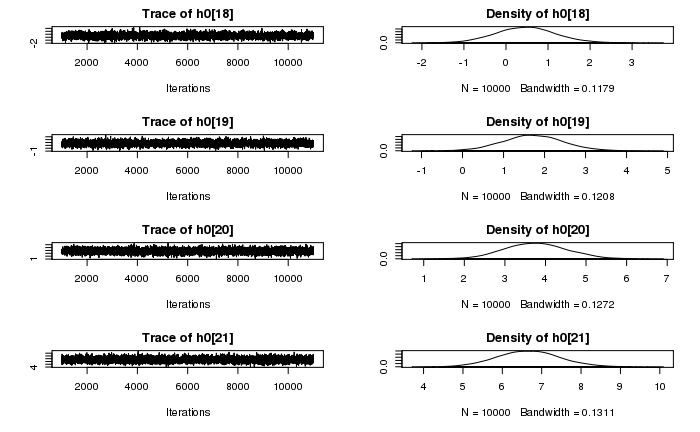 Trace of h0[18]
-2
2000 4000 6000 8000 10000
Iterations
Density of h0[18]
0.0
-2 -1 0 1 2 3
N = 10000 Bandwidth = 0.1179
Trace of h0[19]
-1
2000 4000 6000 8000 10000
Iterations
Density of h0[19]
0.0
-1 0 1 2 3 4 5
N = 10000 Bandwidth = 0.1208
Trace of h0[20]
1
2000 4000 6000 8000 10000
Iterations
Density of h0[20]
0.0
1 2 3 4 5 6 7
N = 10000 Bandwidth = 0.1272
Trace of h0[21]
4
2000 4000 6000 8000 10000
Iterations
Density of h0[21]
0.0
4 5 6 7 8 9 10
N = 10000 Bandwidth = 0.1311